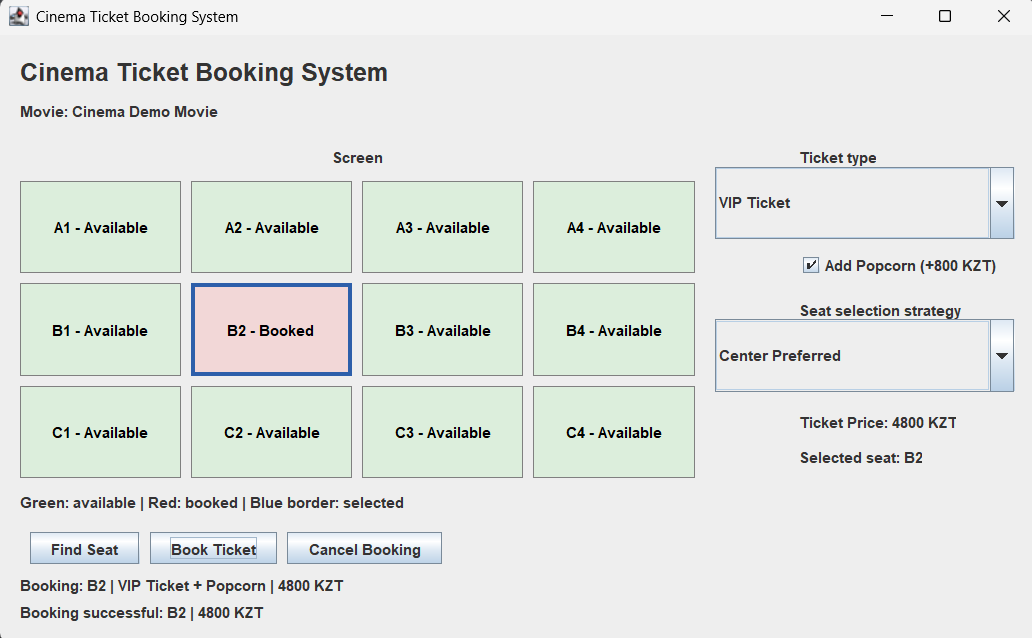 Cinema Ticket Booking System
Cinema Ticket Booking System
Movie: Cinema Demo Movie
Screen
A1 - Available
A2 - Available
A3 - Available
A4 - Available
B1 - Available
B2 - Booked
B3 - Available
B4 - Available
C1 - Available
C2 - Available
C3 - Available
C4 - Available
Ticket type
VIP Ticket
Add Popcorn (+800 KZT)
Seat selection strategy
Center Preferred
Ticket Price: 4800 KZT
Selected seat: B2
Green: available | Red: booked | Blue border: selected
Find Seat
Book Ticket
Cancel Booking
Booking: B2 | VIP Ticket + Popcorn | 4800 KZT
Booking successful: B2 | 4800 KZT